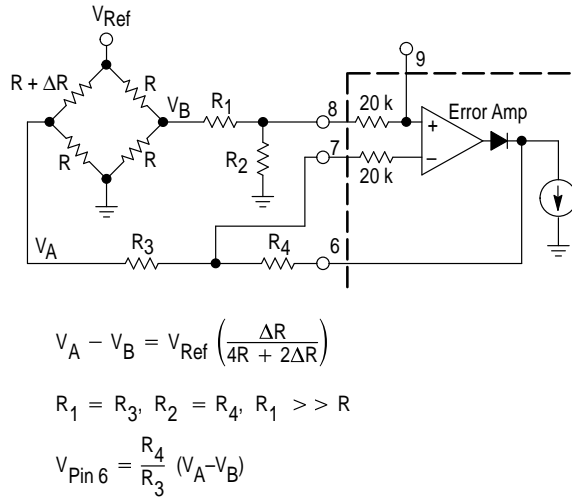 V_Ref
R + ΔR
R
R
R
V_B
R_1
R_2
8
7
9
20 k
20 k
Error Amp
+
−
V_A
R_3
R_4
6
V_A − V_B = V_Ref (ΔR / (4R + 2ΔR))
R_1 = R_3, R_2 = R_4, R_1 >> R
V_Pin 6 = R_4 / R_3 (V_A–V_B)